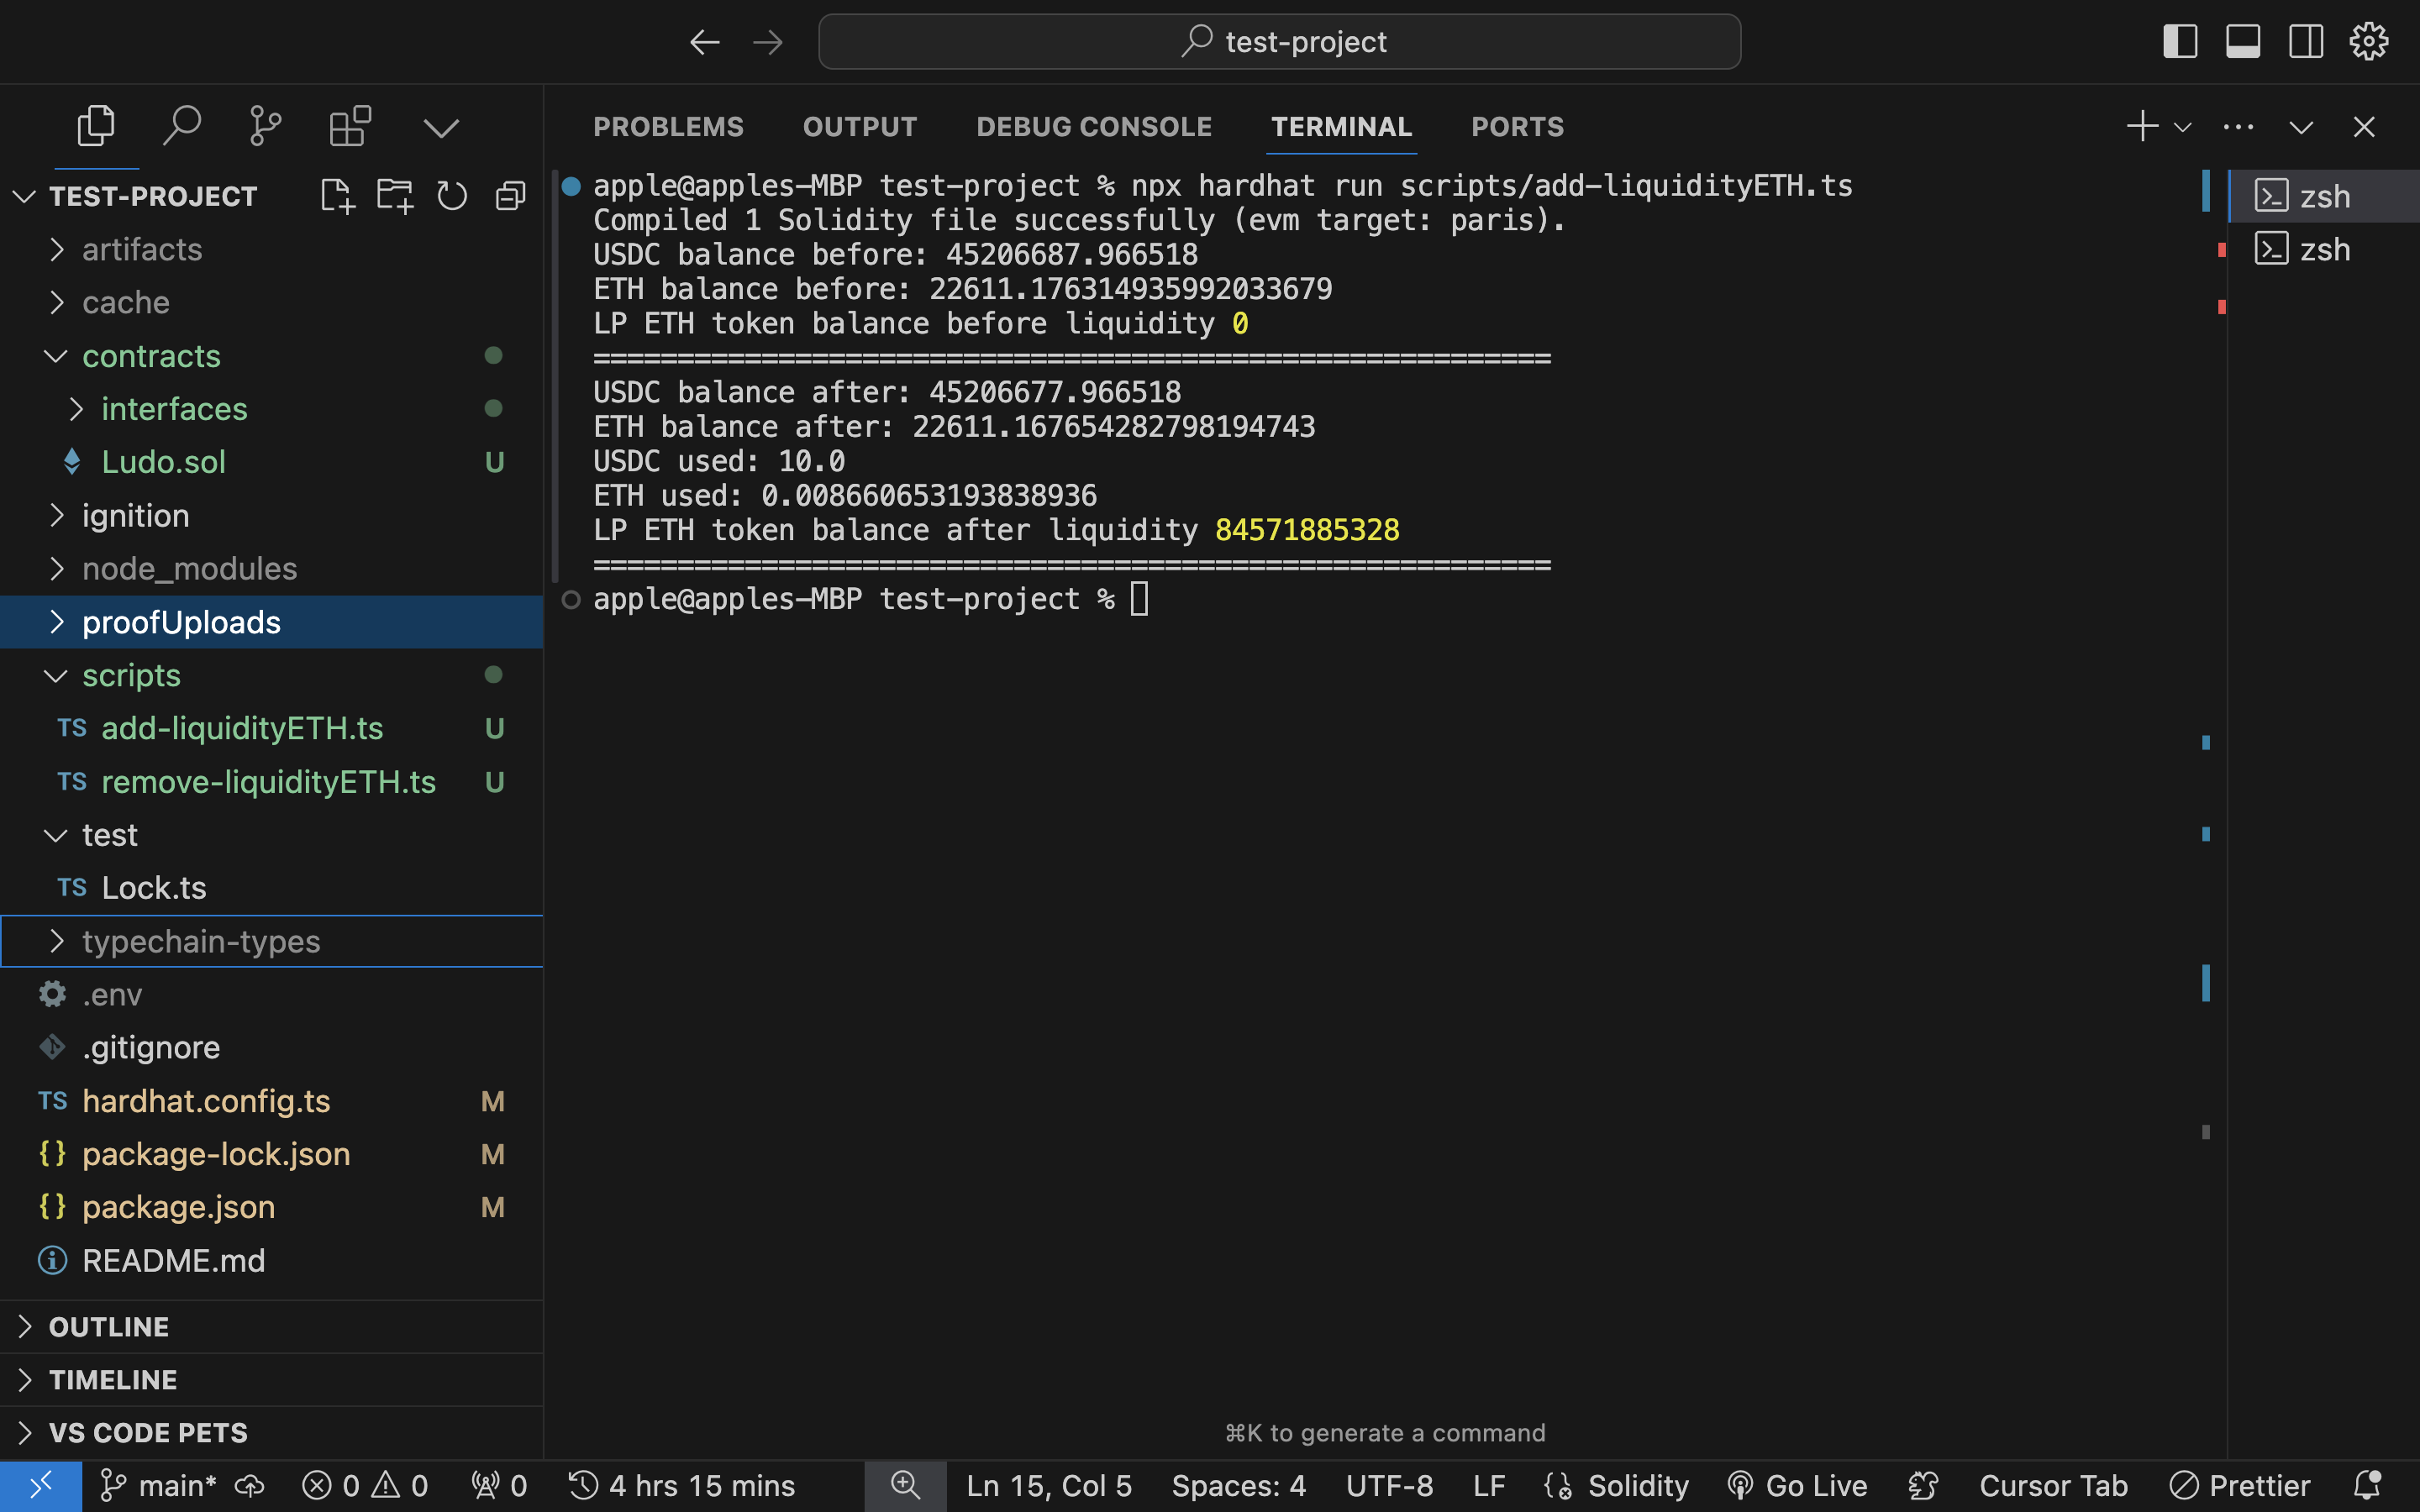 test-project
TEST-PROJECT
artifacts
cache
contracts
interfaces
Ludo.sol U
ignition
node_modules
proofUploads
scripts
TS add-liquidityETH.ts U
TS remove-liquidityETH.ts U
test
TS Lock.ts
typechain-types
.env
.gitignore
TS hardhat.config.ts M
{} package-lock.json M
{} package.json M
README.md
OUTLINE
TIMELINE
VS CODE PETS
PROBLEMS OUTPUT DEBUG CONSOLE TERMINAL PORTS
apple@apples-MBP test-project % npx hardhat run scripts/add-liquidityETH.ts
Compiled 1 Solidity file successfully (evm target: paris).
USDC balance before: 45206687.966518
ETH balance before: 22611.176314935992033679
LP ETH token balance before liquidity 0
=========================================================
USDC balance after: 45206677.966518
ETH balance after: 22611.167654282798194743
USDC used: 10.0
ETH used: 0.008660653193838936
LP ETH token balance after liquidity 84571885328
=========================================================
apple@apples-MBP test-project %
zsh
zsh
⌘K to generate a command
main* 0 0 0 4 hrs 15 mins Ln 15, Col 5 Spaces: 4 UTF-8 LF Solidity Go Live Cursor Tab Prettier